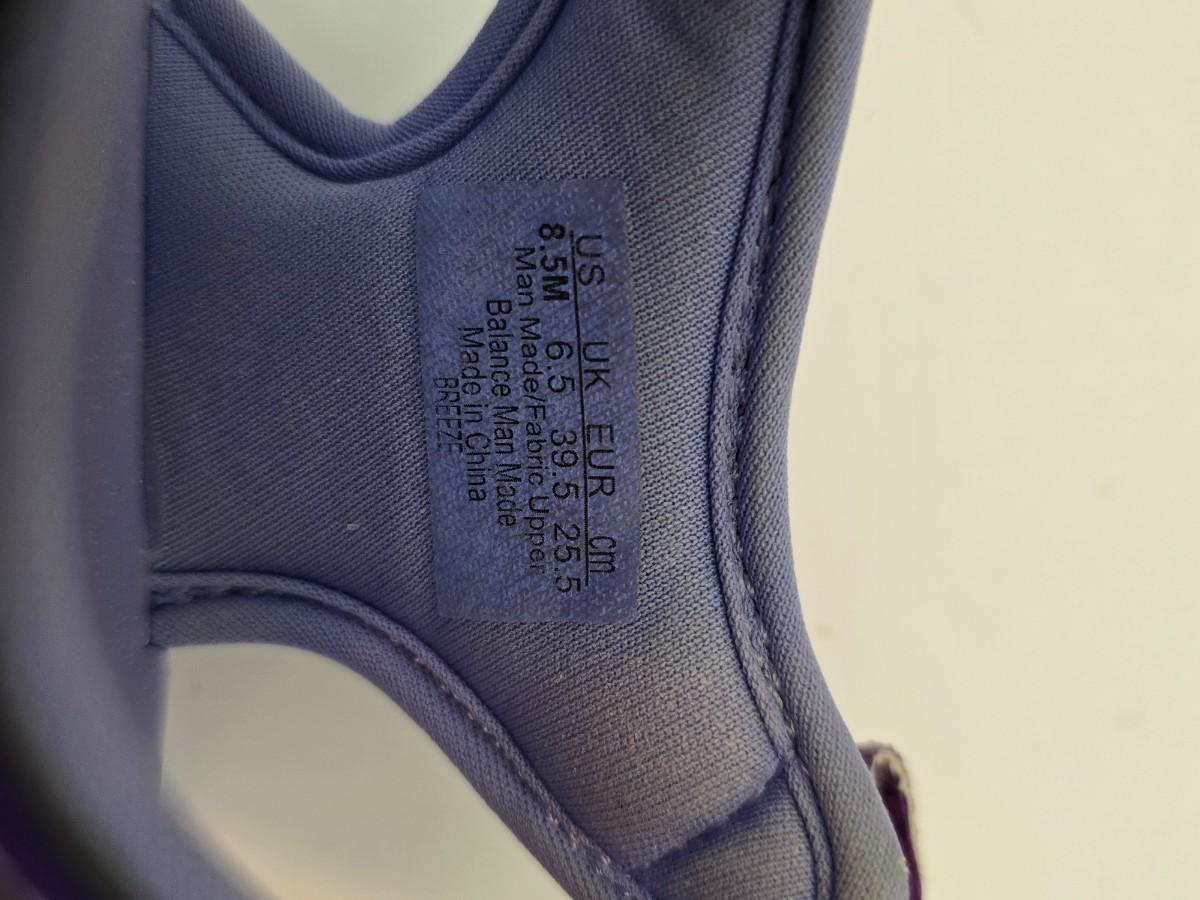 US UK EUR cm
8.5M 6.5 39.5 25.5
Man Made/Fabric Upper
Balance Man Made
Made in China
BREEZE